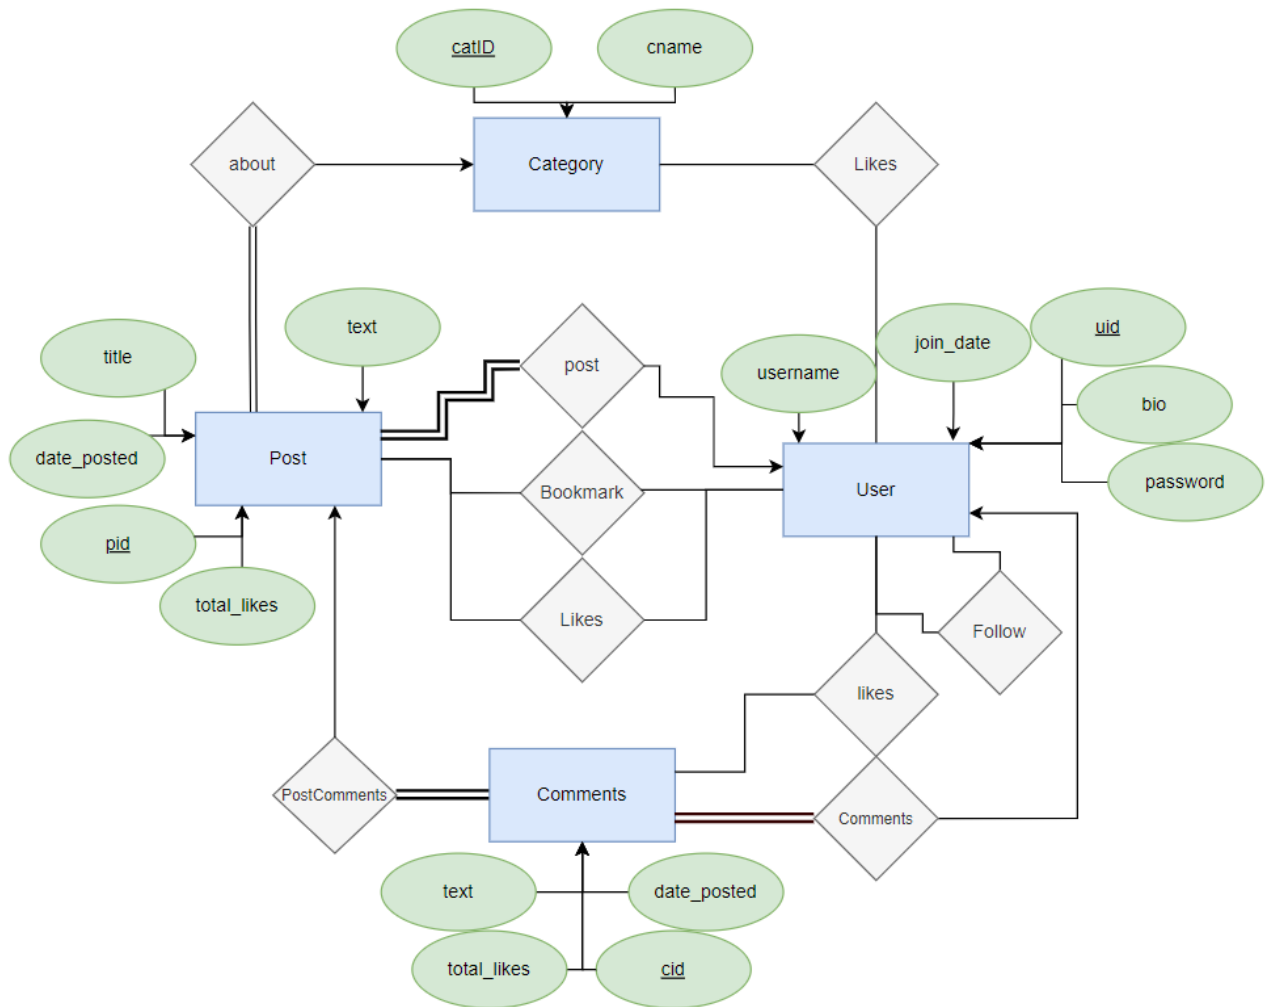 catID
cname
about
Category
Likes
text
title
post
username
join_date
uid
bio
date_posted
Post
Bookmark
User
password
pid
total_likes
Likes
Follow
likes
PostComments
Comments
Comments
text
date_posted
total_likes
cid